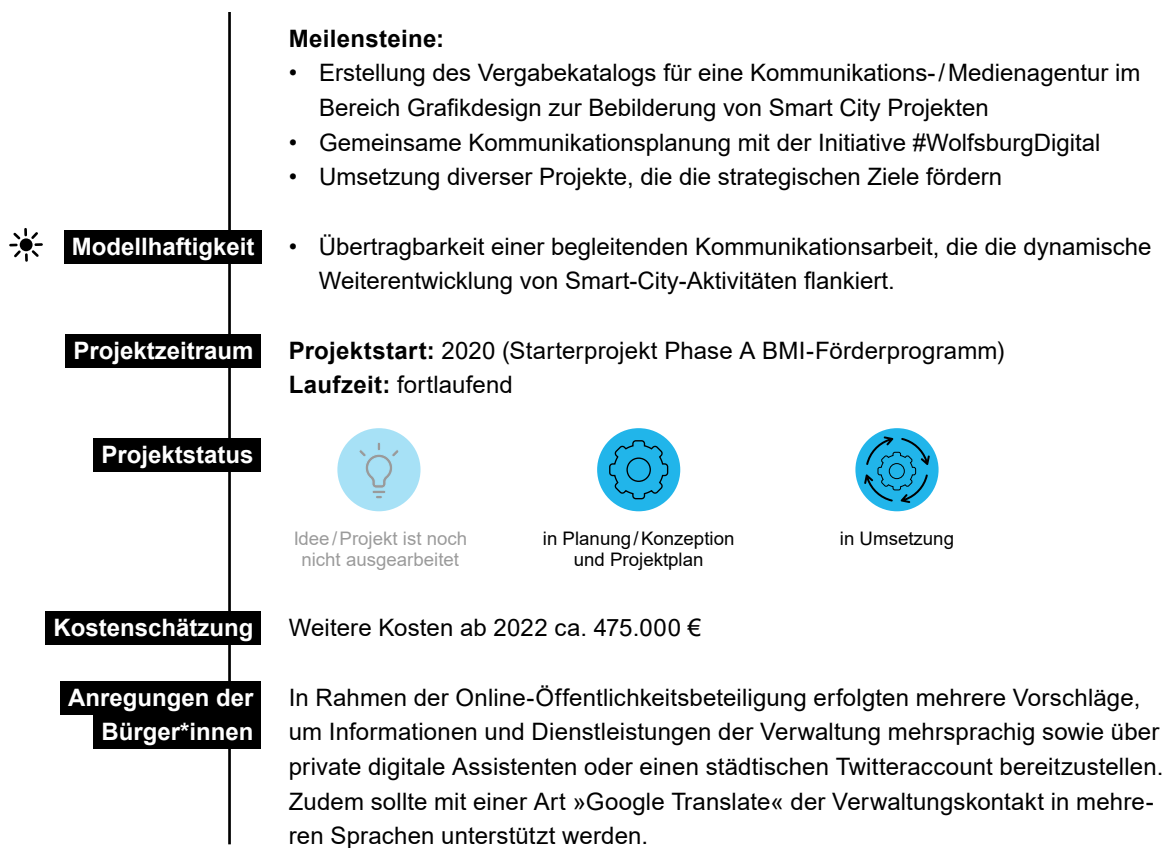 Meilensteine:
• Erstellung des Vergabekatalogs für eine Kommunikations-/Medienagentur im
Bereich Grafikdesign zur Bebilderung von Smart City Projekten
• Gemeinsame Kommunikationsplanung mit der Initiative #WolfsburgDigital
• Umsetzung diverser Projekte, die die strategischen Ziele fördern
Modellhaftigkeit
• Übertragbarkeit einer begleitenden Kommunikationsarbeit, die die dynamische
Weiterentwicklung von Smart-City-Aktivitäten flankiert.
Projektzeitraum
Projektstart: 2020 (Starterprojekt Phase A BMI-Förderprogramm)
Laufzeit: fortlaufend
Projektstatus
Idee/Projekt ist noch
nicht ausgearbeitet
in Planung/Konzeption
und Projektplan
in Umsetzung
Kostenschätzung
Weitere Kosten ab 2022 ca. 475.000 €
Anregungen der
Bürger*innen
In Rahmen der Online-Öffentlichkeitsbeteiligung erfolgten mehrere Vorschläge,
um Informationen und Dienstleistungen der Verwaltung mehrsprachig sowie über
private digitale Assistenten oder einen städtischen Twitteraccount bereitzustellen.
Zudem sollte mit einer Art »Google Translate« der Verwaltungskontakt in mehre-
ren Sprachen unterstützt werden.